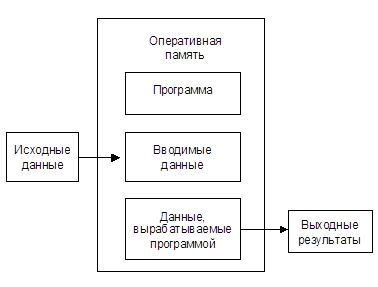 Оперативная
память
Программа
Исходные
данные
Вводимые
данные
Данные,
вырабатываемые
программой
Выходные
результаты